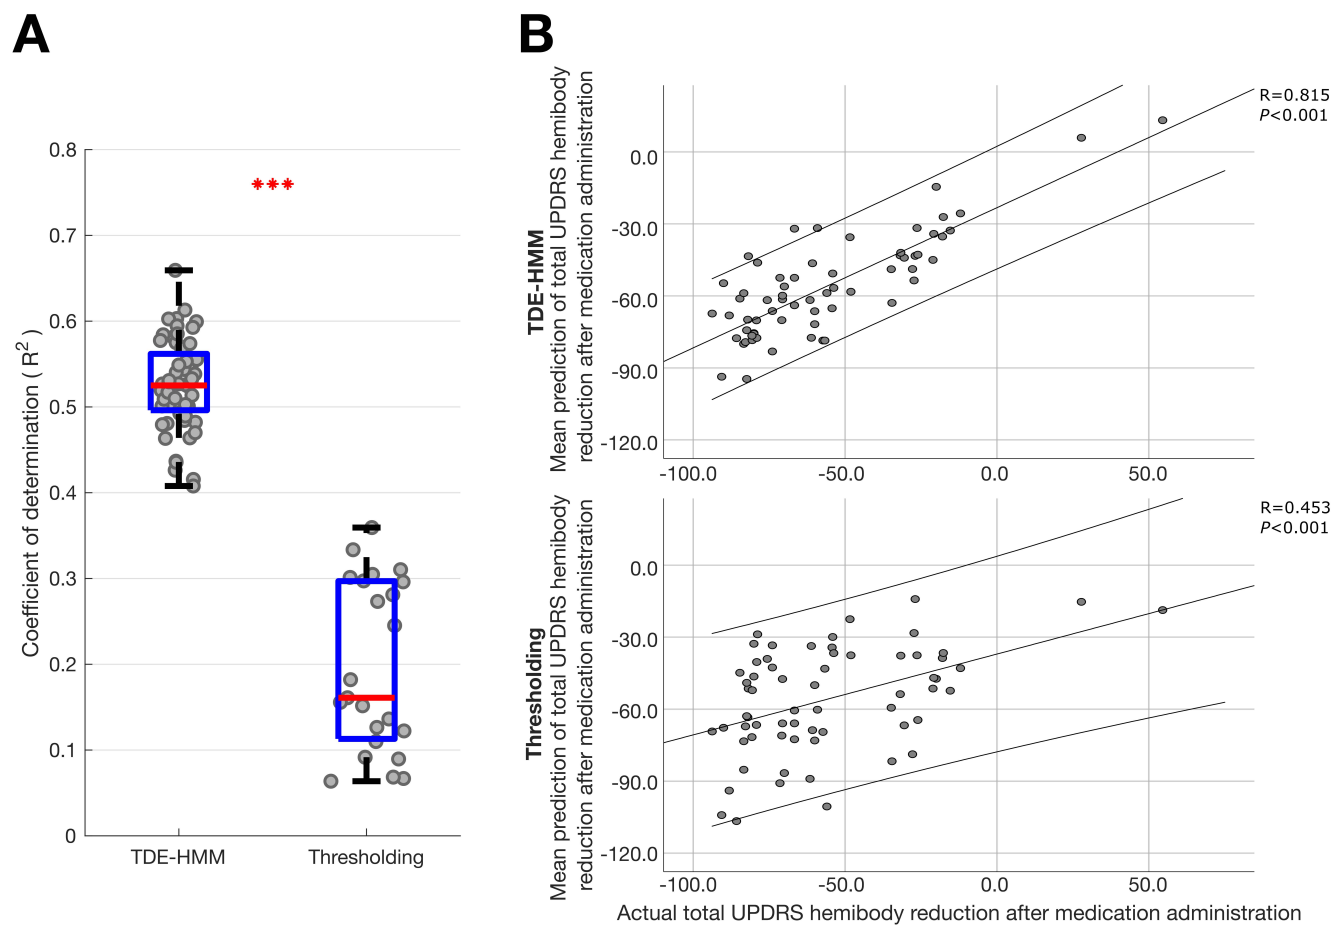 A
Coefficient of determination ( R2 )
0.8
0.7
0.6
0.5
0.4
0.3
0.2
0.1
0
***
TDE-HMM
Thresholding
B
TDE-HMM
Mean prediction of total UPDRS hemibody
reduction after medication administration
0.0
-30.0
-60.0
-90.0
-120.0
-100.0
-50.0
0.0
50.0
R=0.815
P<0.001
Thresholding
Mean prediction of total UPDRS hemibody
reduction after medication administration
0.0
-30.0
-60.0
-90.0
-120.0
-100.0
-50.0
0.0
50.0
R=0.453
P<0.001
Actual total UPDRS hemibody reduction after medication administration